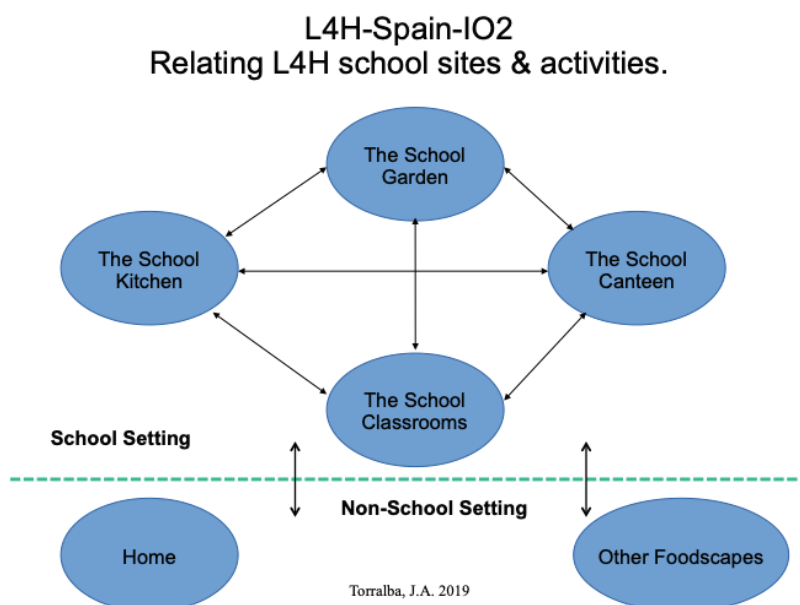 L4H-Spain-IO2
Relating L4H school sites & activities.
The School
Garden
The School
Kitchen
The School
Canteen
The School
Classrooms
School Setting
Non-School Setting
Home
Other Foodscapes
Torralba, J.A. 2019